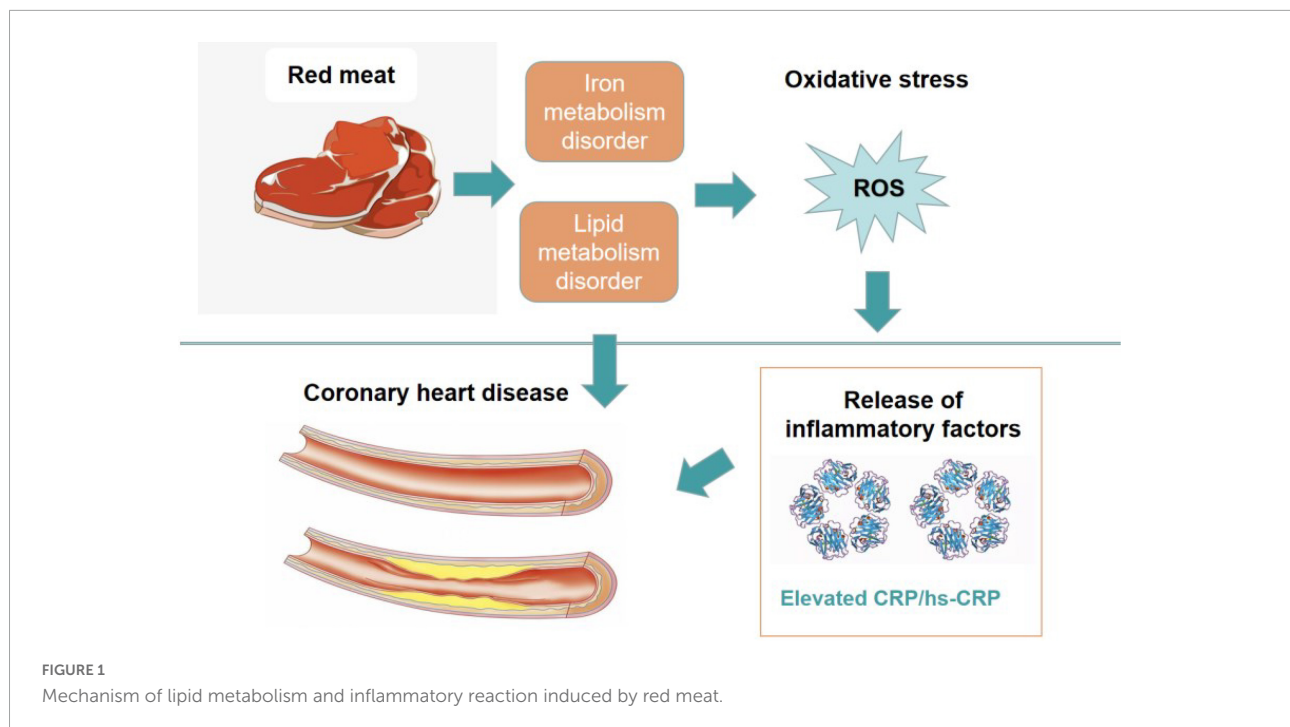 Red meat
Iron
metabolism
disorder
Lipid
metabolism
disorder
Oxidative stress
ROS
Coronary heart disease
Release of
inflammatory factors
Elevated CRP/hs-CRP
FIGURE 1
Mechanism of lipid metabolism and inflammatory reaction induced by red meat.